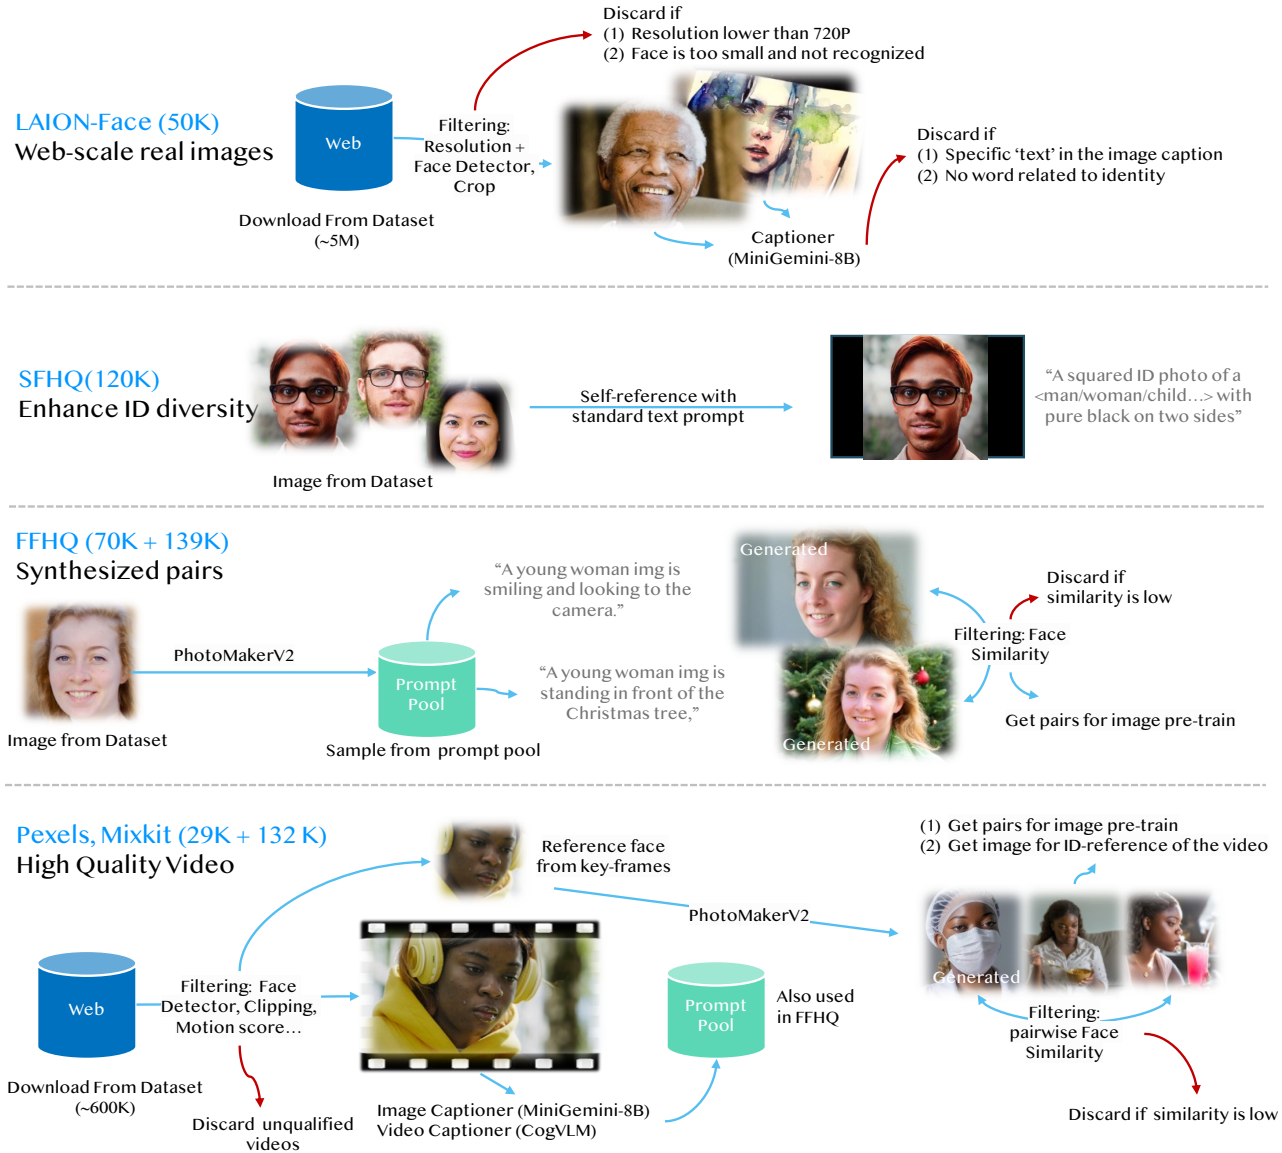 Discard if
(1) Resolution lower than 720P
(2) Face is too small and not recognized
LAION-Face (50K)
Web-scale real images
Web
Download From Dataset
(~5M)
Filtering:
Resolution +
Face Detector,
Crop
Captioner
(MiniGemini-8B)
Discard if
(1) Specific ‘text’ in the image caption
(2) No word related to identity
SFHQ(120K)
Enhance ID diversity
Image from Dataset
Self-reference with
standard text prompt
“A squared ID photo of a
<man/woman/child...> with
pure black on two sides”
FFHQ (70K + 139K)
Synthesized pairs
Image from Dataset
PhotoMakerV2
Prompt
Pool
Sample from prompt pool
“A young woman img is
smiling and looking to the
camera.”
“A young woman img is
standing in front of the
Christmas tree,”
Generated
Generated
Filtering: Face
Similarity
Discard if
similarity is low
Get pairs for image pre-train
Pexels, Mixkit (29K + 132 K)
High Quality Video
Web
Download From Dataset
(~600K)
Filtering: Face
Detector, Clipping,
Motion score...
Discard unqualified
videos
Reference face
from key-frames
PhotoMakerV2
Image Captioner (MiniGemini-8B)
Video Captioner (CogVLM)
Prompt
Pool
Also used
in FFHQ
(1) Get pairs for image pre-train
(2) Get image for ID-reference of the video
Generated
Filtering:
pairwise Face
Similarity
Discard if similarity is low